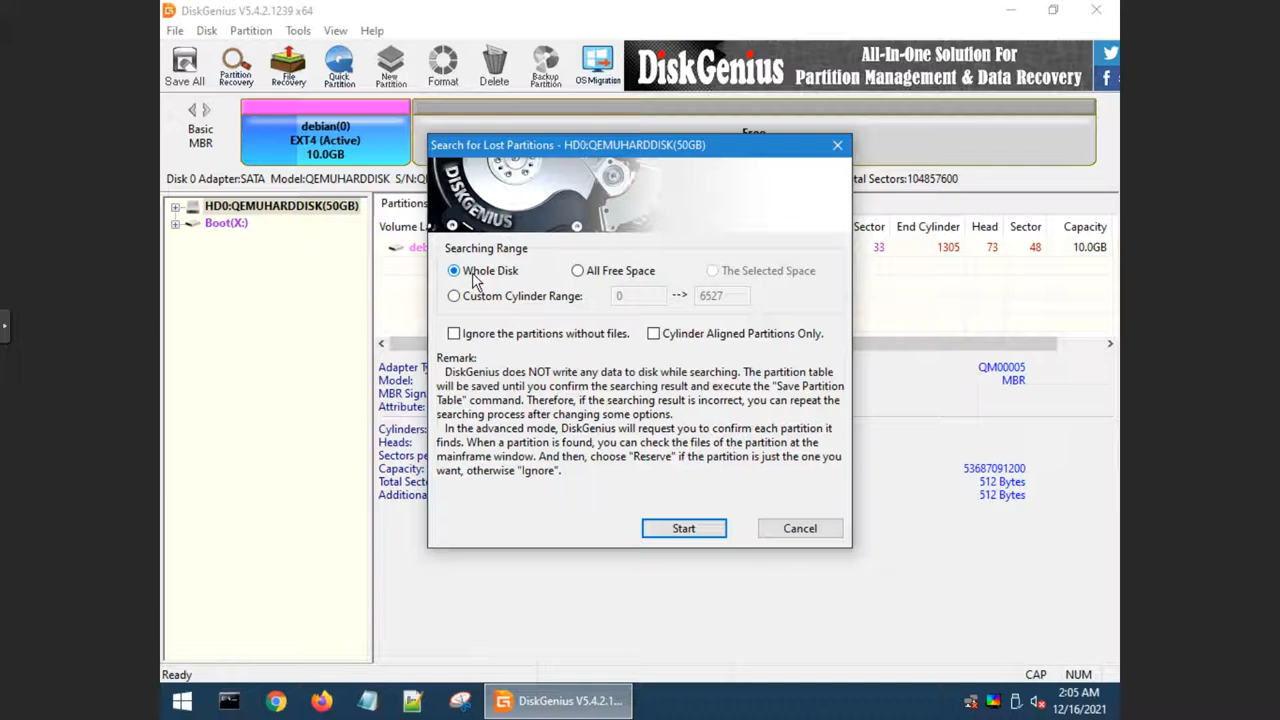 DiskGenius V5.4.2.1239 x64
File Disk Partition Tools View Help
Save All
Partition Recovery
File Recovery
Quick Partition
New Partition
Format
Delete
Backup Partition
OS Migration
DiskGenius
All-In-One Solution For
Partition Management & Data Recovery
Basic
MBR
debian(0)
EXT4 (Active)
10.0GB
Free
Disk 0 Adapter:SATA Model:QEMUHARDDISK S/N:Q
tal Sectors:104857600
HD0:QEMUHARDDISK(50GB)
Boot(X:)
Partitions
Volume La
Sector End Cylinder Head Sector Capacity
deb
33 1305 73 48 10.0GB
Search for Lost Partitions - HD0:QEMUHARDDISK(50GB)
DISKGENIUS
Searching Range
Whole Disk All Free Space The Selected Space
Custom Cylinder Range: 0 --> 6527
Ignore the partitions without files. Cylinder Aligned Partitions Only.
Remark:
DiskGenius does NOT write any data to disk while searching. The partition table
will be saved until you confirm the searching result and execute the "Save Partition
Table" command. Therefore, if the searching result is incorrect, you can repeat the
searching process after changing some options.
In the advanced mode, DiskGenius will request you to confirm each partition it
finds. When a partition is found, you can check the files of the partition at the
mainframe window. And then, choose "Reserve" if the partition is just the one you
want, otherwise "Ignore".
Start Cancel
Adapter Ty QM00005
Model: MBR
MBR Sign
Attribute:
Cylinders:
Heads:
Sectors pe
Capacity: 53687091200
Total Secto 512 Bytes
Additiona 512 Bytes
Ready
CAP NUM
DiskGenius V5.4.2.1...
2:05 AM
12/16/2021